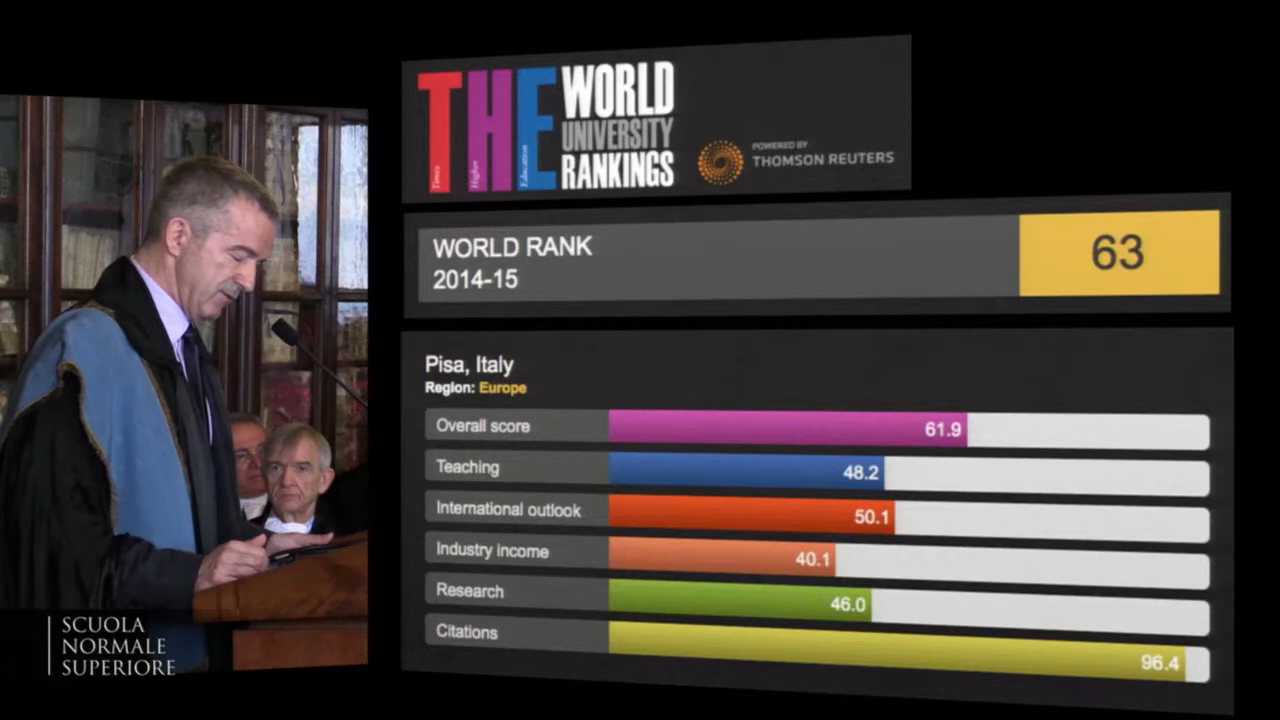 THE
Times
Higher
Education
WORLD
UNIVERSITY
RANKINGS
POWERED BY
THOMSON REUTERS
WORLD RANK
2014-15
63
Pisa, Italy
Region: Europe
Overall score 61.9
Teaching 48.2
International outlook 50.1
Industry income 40.1
Research 46.0
Citations 96.4
SCUOLA
NORMALE
SUPERIORE